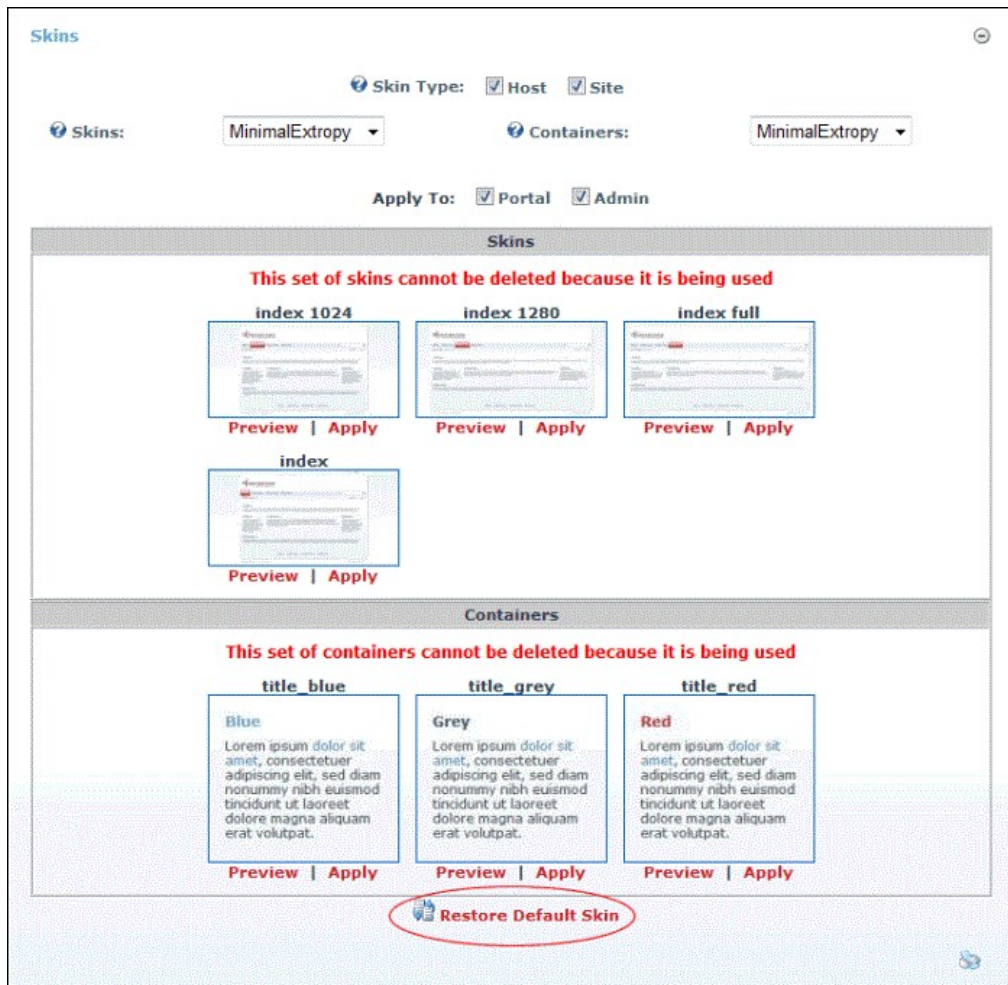 Skins
Skin Type: Host Site
Skins: MinimalExtropy Containers: MinimalExtropy
Apply To: Portal Admin
Skins
This set of skins cannot be deleted because it is being used
index 1024 index 1280 index full
Preview | Apply Preview | Apply Preview | Apply
index
Preview | Apply
Containers
This set of containers cannot be deleted because it is being used
title_blue title_grey title_red
Blue
Lorem ipsum dolor sit
amet, consectetuer
adipiscing elit, sed diam
nonummy nibh euismod
tincidunt ut laoreet
dolore magna aliquam
erat volutpat.
Grey
Lorem ipsum dolor sit
amet, consectetuer
adipiscing elit, sed diam
nonummy nibh euismod
tincidunt ut laoreet
dolore magna aliquam
erat volutpat.
Red
Lorem ipsum dolor sit
amet, consectetuer
adipiscing elit, sed diam
nonummy nibh euismod
tincidunt ut laoreet
dolore magna aliquam
erat volutpat.
Preview | Apply Preview | Apply Preview | Apply
Restore Default Skin